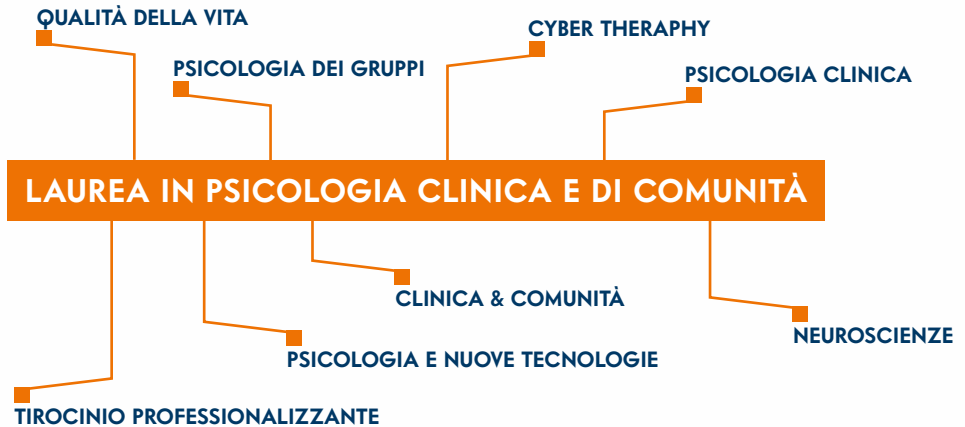 QUALITÀ DELLA VITA
CYBER THERAPHY
PSICOLOGIA DEI GRUPPI
PSICOLOGIA CLINICA
LAUREA IN PSICOLOGIA CLINICA E DI COMUNITÀ
CLINICA & COMUNITÀ
NEUROSCIENZE
PSICOLOGIA E NUOVE TECNOLOGIE
TIROCINIO PROFESSIONALIZZANTE